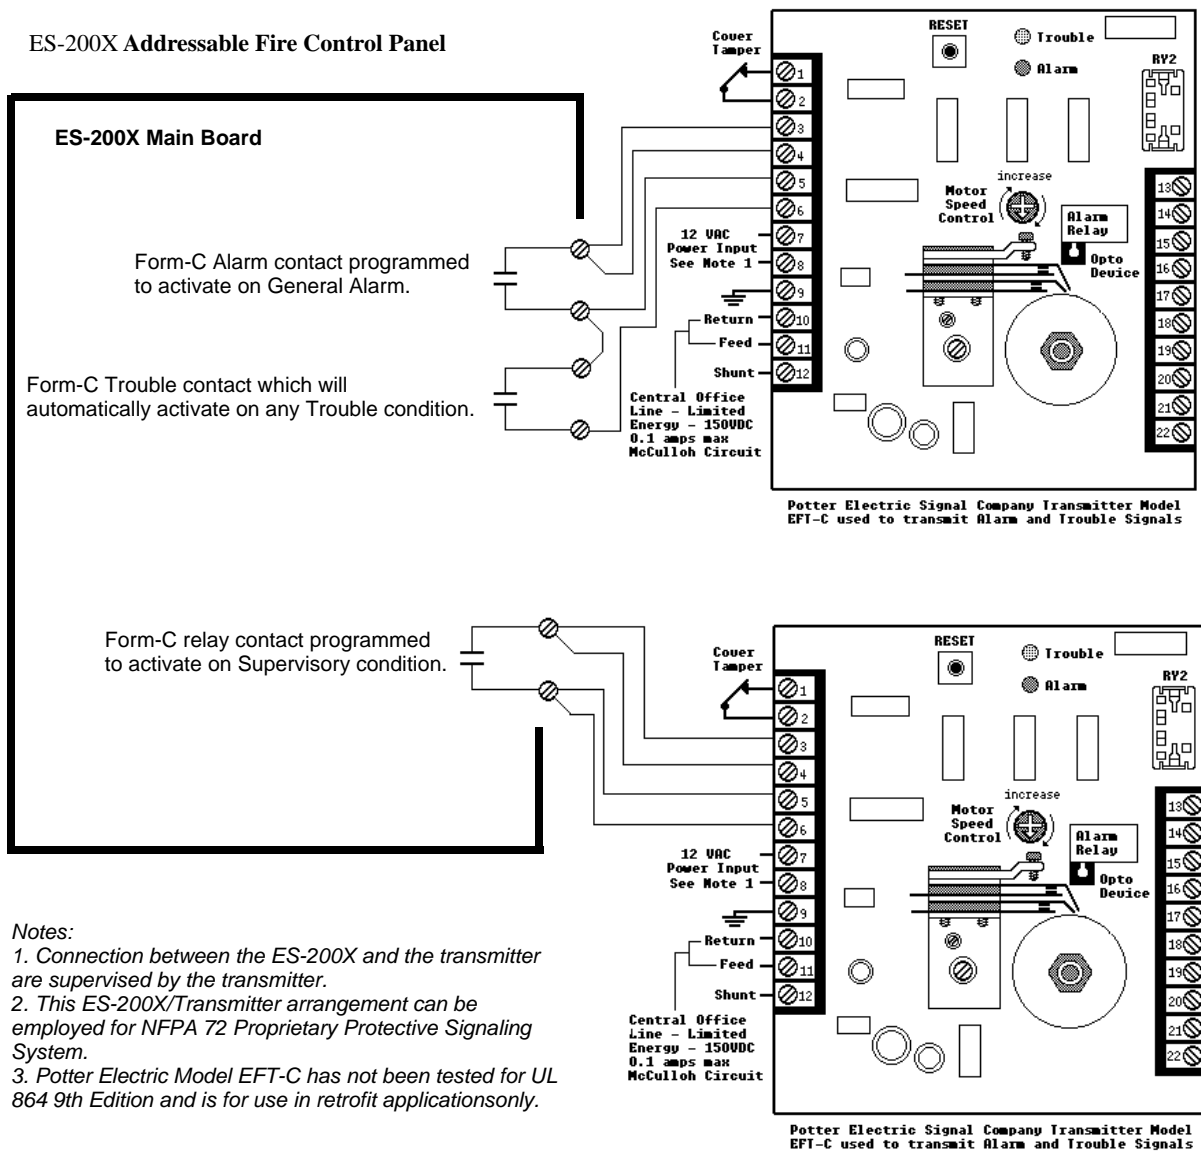 ES-200X Addressable Fire Control Panel
ES-200X Main Board
Form-C Alarm contact programmed
to activate on General Alarm.
Form-C Trouble contact which will
automatically activate on any Trouble condition.
Cover
Tamper
1
2
3
4
5
6
7
8
9
10
11
12
12 VAC
Power Input
See Note 1
Return
Feed
Shunt
Central Office
Line - Limited
Energy - 150VDC
0.1 amps max
McCulloh Circuit
RESET
Trouble
Alarm
RY2
increase
Motor
Speed
Control
Alarm
Relay
Opto
Device
13
14
15
16
17
18
19
20
21
22
Potter Electric Signal Company Transmitter Model
EFT-C used to transmit Alarm and Trouble Signals
Form-C relay contact programmed
to activate on Supervisory condition.
Cover
Tamper
1
2
3
4
5
6
7
8
9
10
11
12
12 VAC
Power Input
See Note 1
Return
Feed
Shunt
Central Office
Line - Limited
Energy - 150VDC
0.1 amps max
McCulloh Circuit
RESET
Trouble
Alarm
RY2
increase
Motor
Speed
Control
Alarm
Relay
Opto
Device
13
14
15
16
17
18
19
20
21
22
Potter Electric Signal Company Transmitter Model
EFT-C used to transmit Alarm and Trouble Signals
Notes:
1. Connection between the ES-200X and the transmitter
are supervised by the transmitter.
2. This ES-200X/Transmitter arrangement can be
employed for NFPA 72 Proprietary Protective Signaling
System.
3. Potter Electric Model EFT-C has not been tested for UL
864 9th Edition and is for use in retrofit applicationsonly.